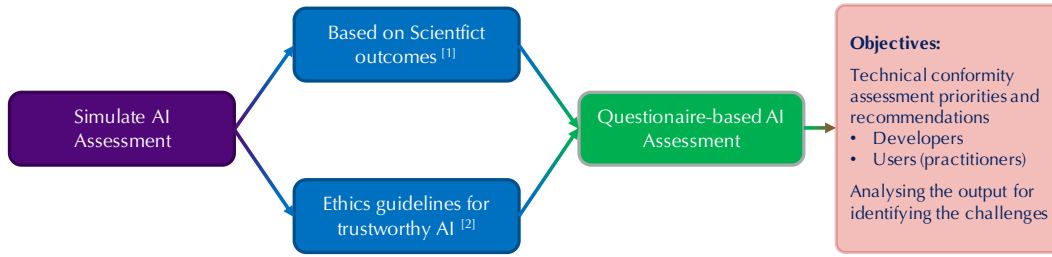 Simulate AI
Assessment
Based on Scientfict
outcomes [1]
Ethics guidelines for
trustworthy AI [2]
Questionaire-based AI
Assessment
Objectives:
Technical conformity
assessment priorities and
recommendations
• Developers
• Users (practitioners)
Analysing the output for
identifying the challenges